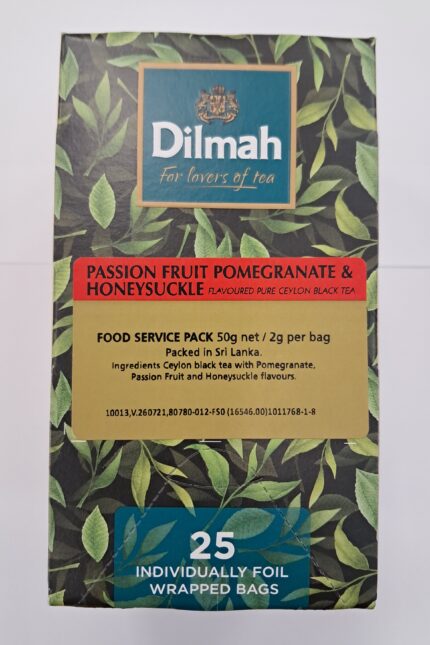 Dilmah
For lovers of tea
PASSION FRUIT POMEGRANATE &
HONEYSUCKLE FLAVOURED PURE CEYLON BLACK TEA
FOOD SERVICE PACK 50g net / 2g per bag
Packed in Sri Lanka.
Ingredients Ceylon black tea with Pomegranate,
Passion Fruit and Honeysuckle flavours.
10013,V.260721,80780-012-FS0 (16546.00)1011768-1-8
25
INDIVIDUALLY FOIL
WRAPPED BAGS